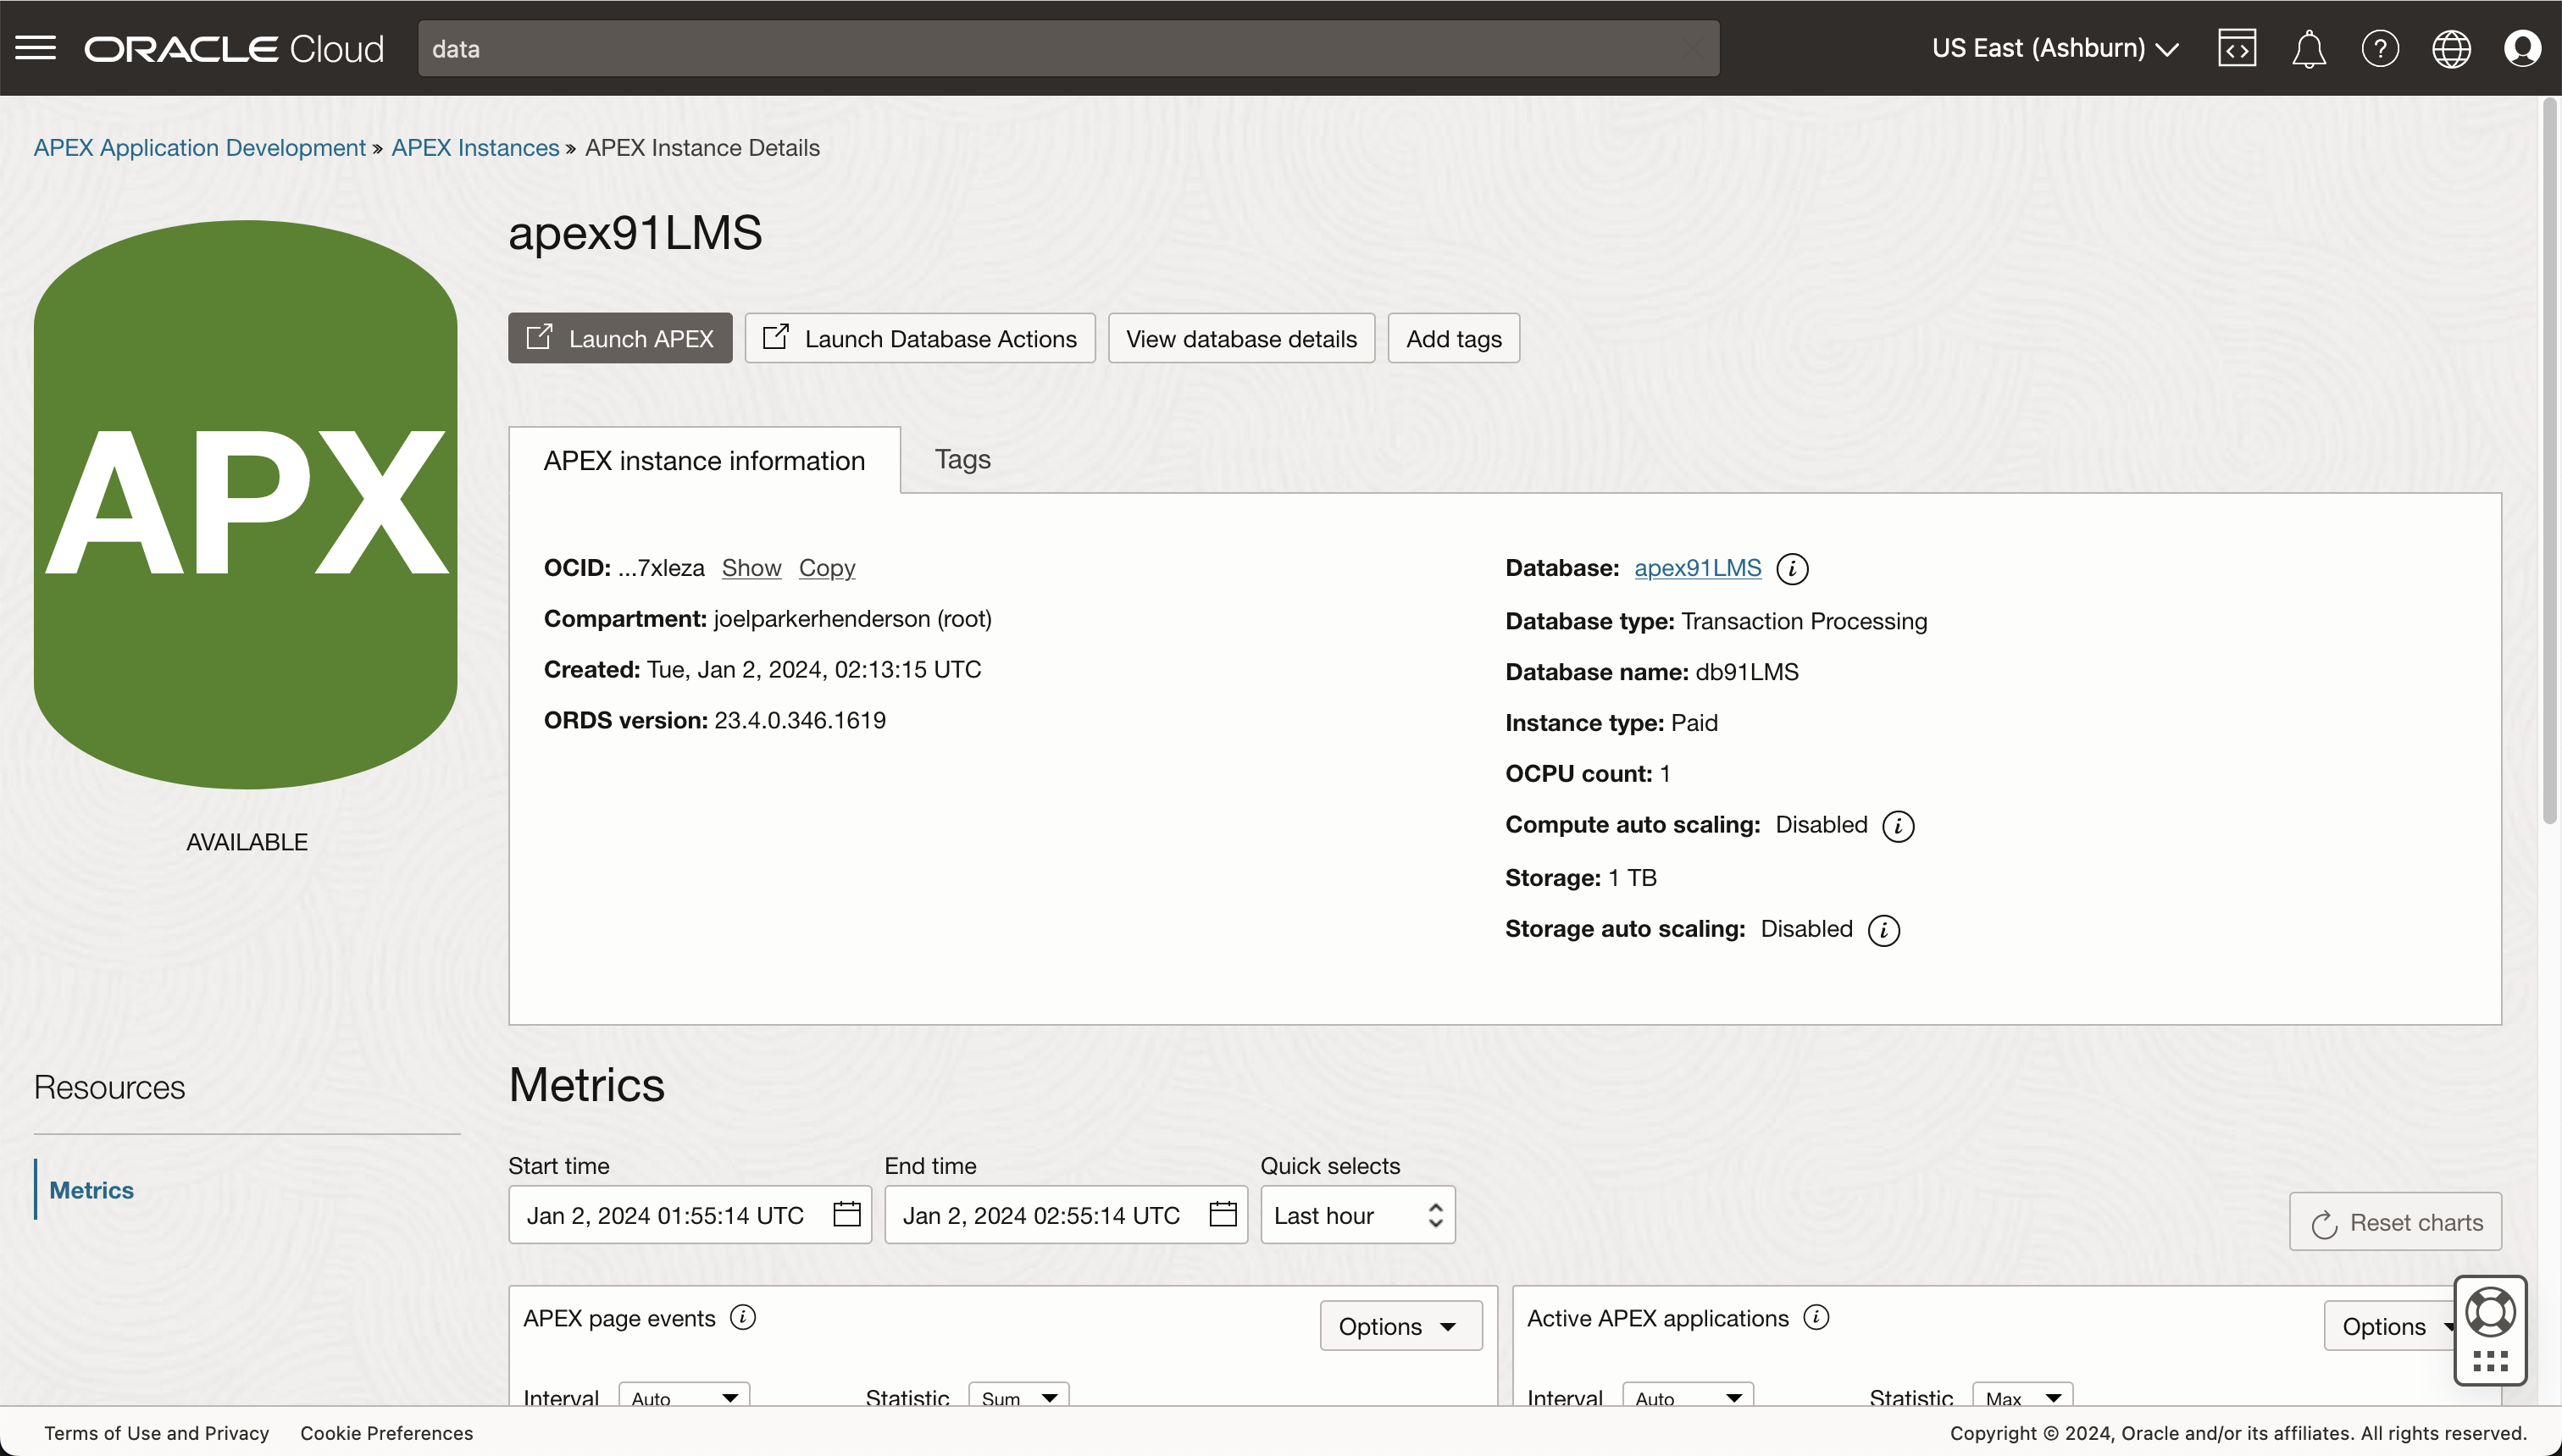 ORACLE Cloud
data
US East (Ashburn)
APEX Application Development » APEX Instances » APEX Instance Details
APX
AVAILABLE
apex91LMS
Launch APEX
Launch Database Actions
View database details
Add tags
APEX instance information
Tags
OCID: ...7xleza Show Copy
Compartment: joelparkerhenderson (root)
Created: Tue, Jan 2, 2024, 02:13:15 UTC
ORDS version: 23.4.0.346.1619
Database: apex91LMS
Database type: Transaction Processing
Database name: db91LMS
Instance type: Paid
OCPU count: 1
Compute auto scaling: Disabled
Storage: 1 TB
Storage auto scaling: Disabled
Resources
Metrics
Metrics
Start time
Jan 2, 2024 01:55:14 UTC
End time
Jan 2, 2024 02:55:14 UTC
Quick selects
Last hour
Reset charts
APEX page events
Options
Interval Auto Statistic Sum
Active APEX applications
Options
Interval Auto Statistic Max
Terms of Use and Privacy
Cookie Preferences
Copyright © 2024, Oracle and/or its affiliates. All rights reserved.